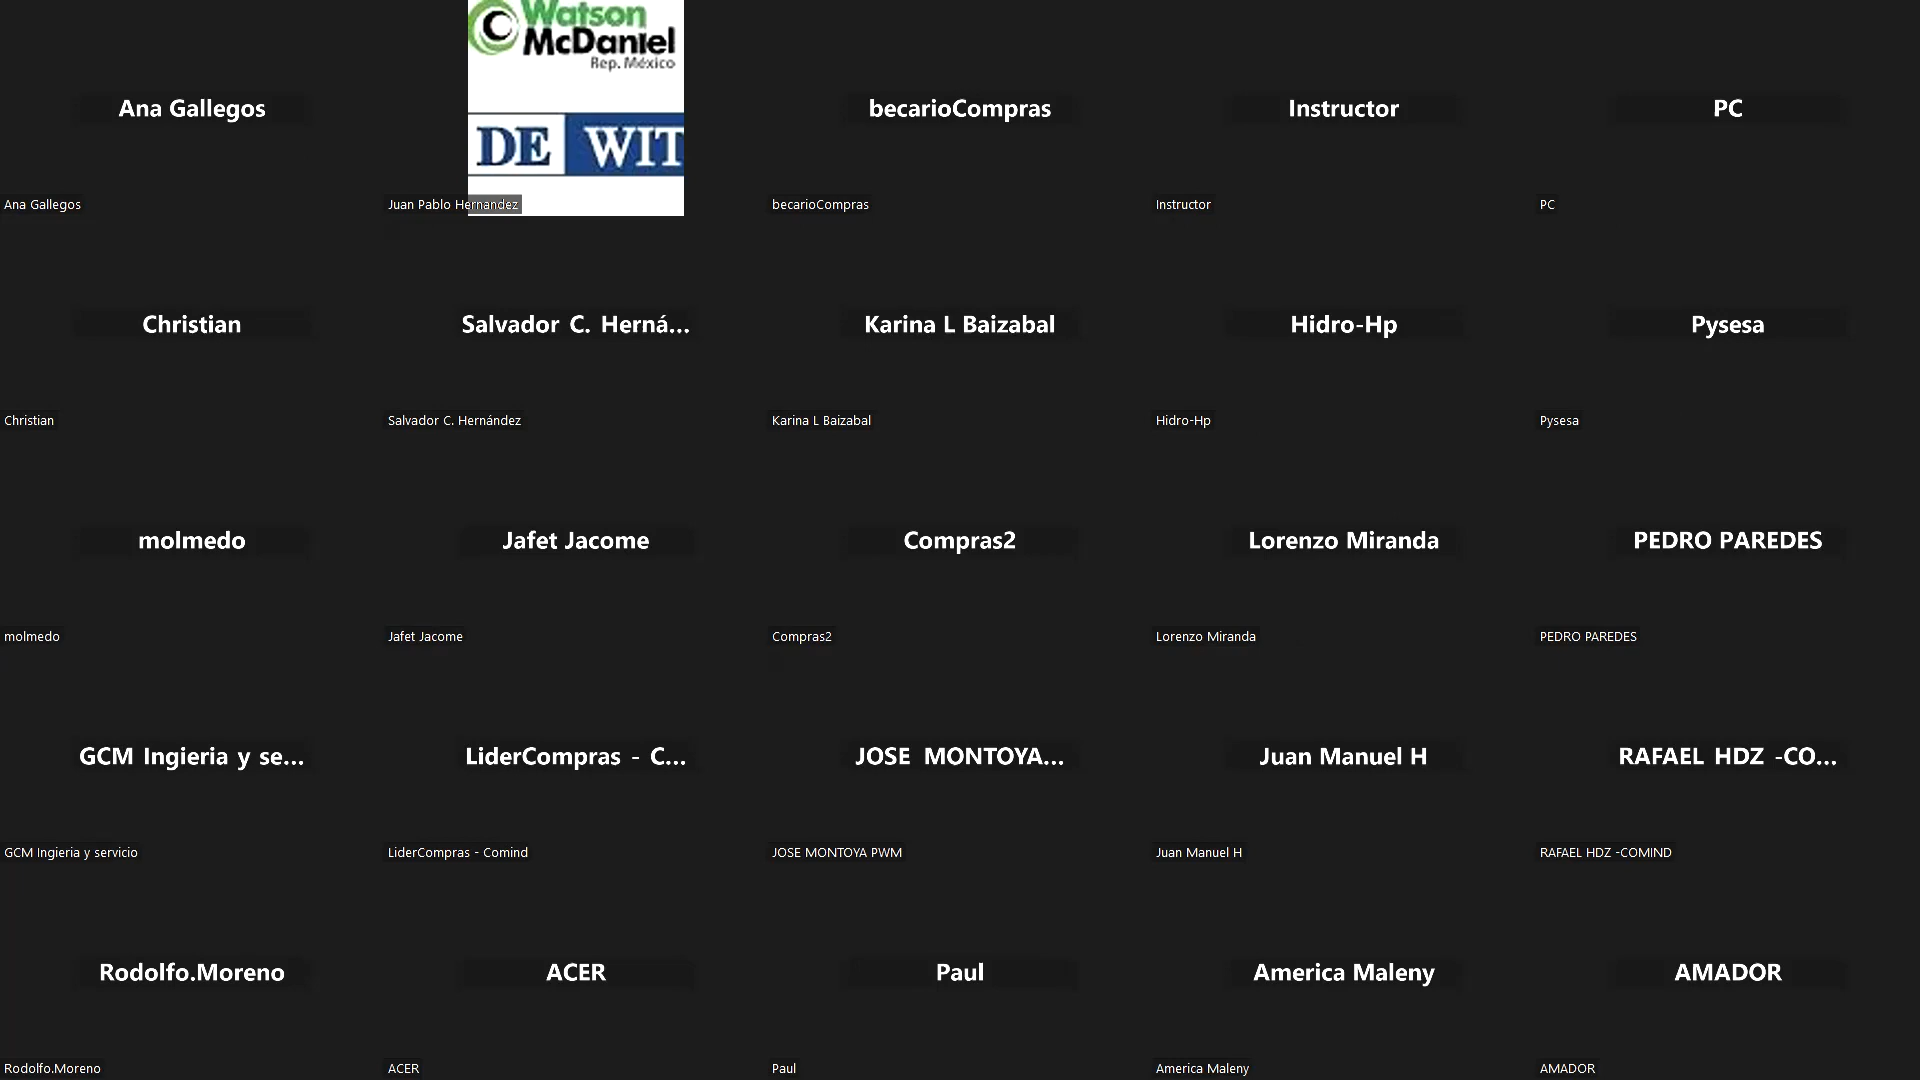 Watson
McDaniel
Rep. México
Ana Gallegos
becarioCompras
Instructor
PC
DE WIT
Ana Gallegos
Juan Pablo Hernandez
becarioCompras
Instructor
PC
Christian
Salvador C. Herná...
Karina L Baizabal
Hidro-Hp
Pysesa
Christian
Salvador C. Hernández
Karina L Baizabal
Hidro-Hp
Pysesa
molmedo
Jafet Jacome
Compras2
Lorenzo Miranda
PEDRO PAREDES
molmedo
Jafet Jacome
Compras2
Lorenzo Miranda
PEDRO PAREDES
GCM Ingieria y se...
LiderCompras - C...
JOSE MONTOYA...
Juan Manuel H
RAFAEL HDZ -CO...
GCM Ingieria y servicio
LiderCompras - Comind
JOSE MONTOYA PWM
Juan Manuel H
RAFAEL HDZ -COMIND
Rodolfo.Moreno
ACER
Paul
America Maleny
AMADOR
Rodolfo.Moreno
ACER
Paul
America Maleny
AMADOR